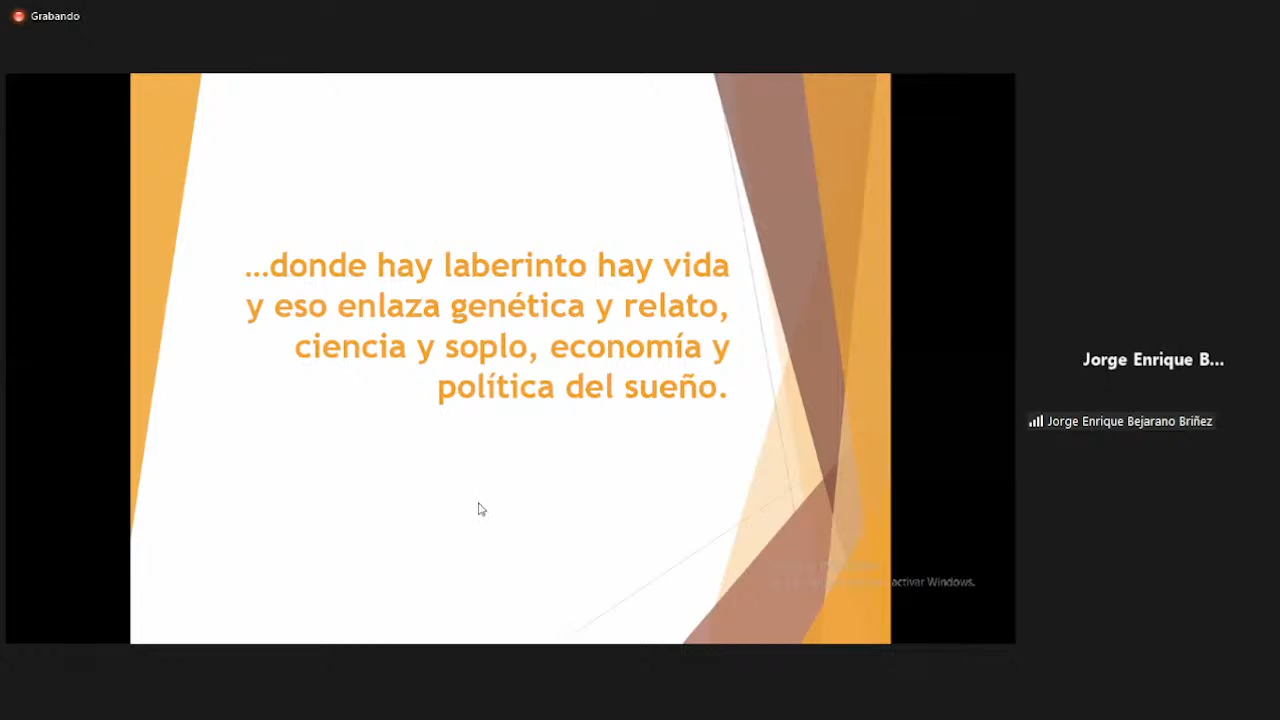 Grabando
...donde hay laberinto hay vida
y eso enlaza genética y relato,
ciencia y soplo, economía y
política del sueño.
Jorge Enrique B...
Jorge Enrique Bejarano Briñez
activar Windows.